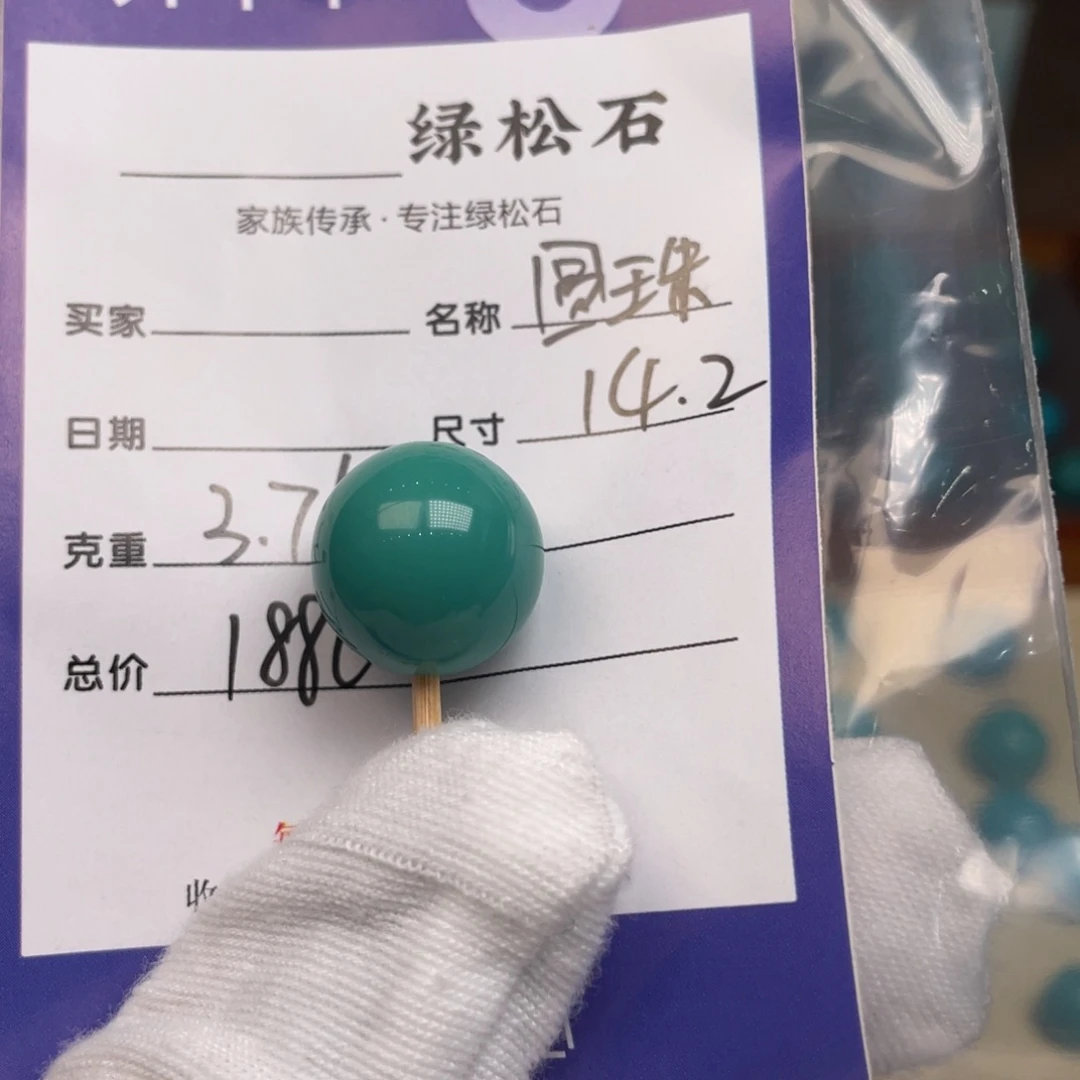 绿松石
家族传承·专注绿松石
买家 名称 圆珠
日期 尺寸 14.2
克重 3.7
总价 188
收